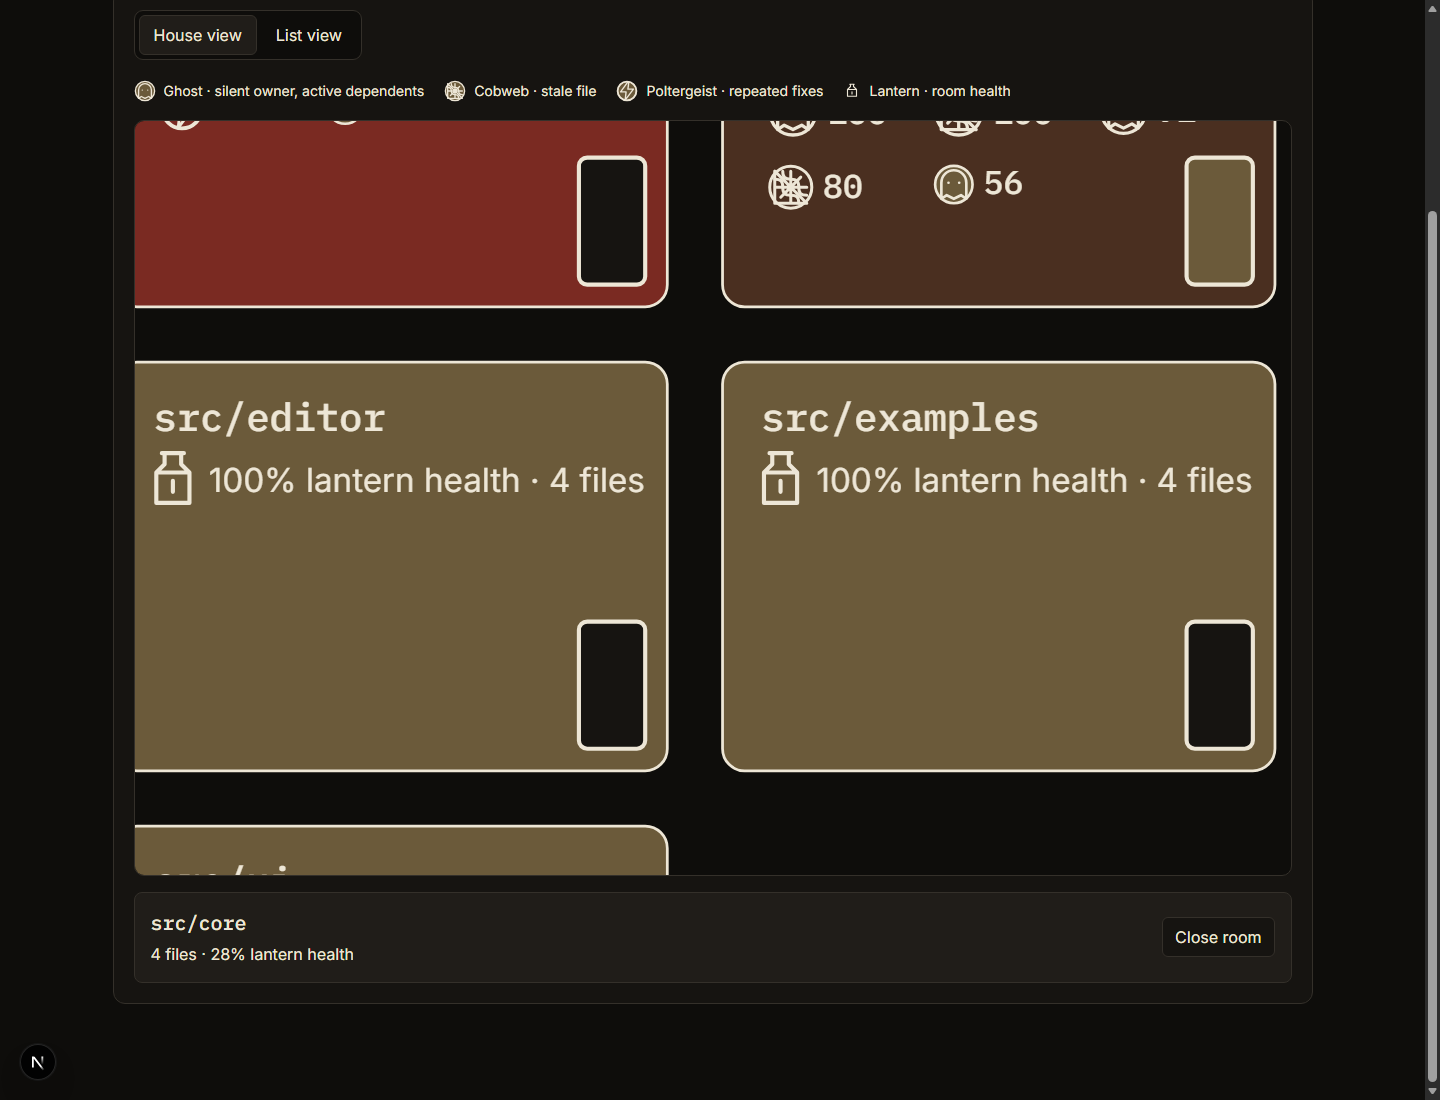 House view
List view
Ghost · silent owner, active dependents
Cobweb · stale file
Poltergeist · repeated fixes
Lantern · room health
80
56
src/editor
100% lantern health · 4 files
src/examples
100% lantern health · 4 files
src/core
4 files · 28% lantern health
Close room
N